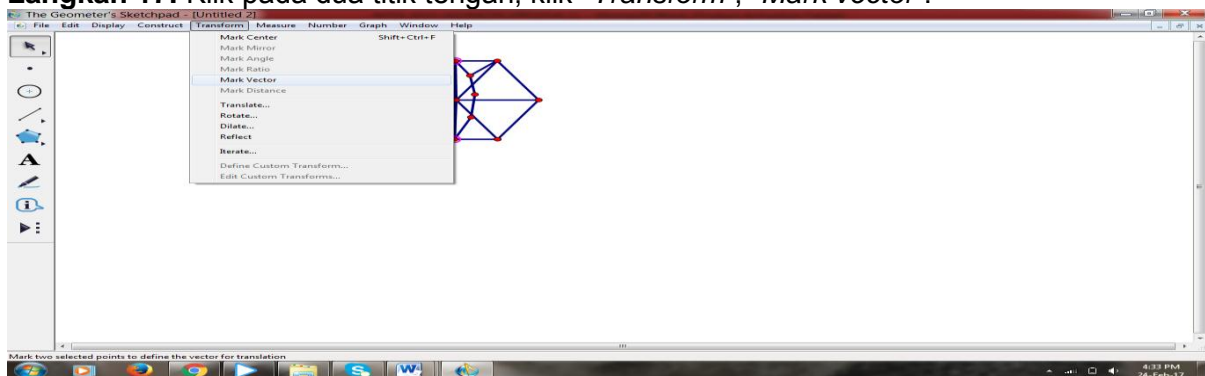 Langkah 17: Klik pada dua titik tengah, klik "Transform", "Mark vector".
The Geometer's Sketchpad - [Untitled 2]
File Edit Display Construct Transform Measure Number Graph Window Help
Mark Center Shift+Ctrl+F
Mark Mirror
Mark Angle
Mark Ratio
Mark Vector
Mark Distance
Translate...
Rotate...
Dilate...
Reflect
Iterate...
Define Custom Transform...
Edit Custom Transforms...
A
Mark two selected points to define the vector for translation
4:33 PM
24-Feb-17